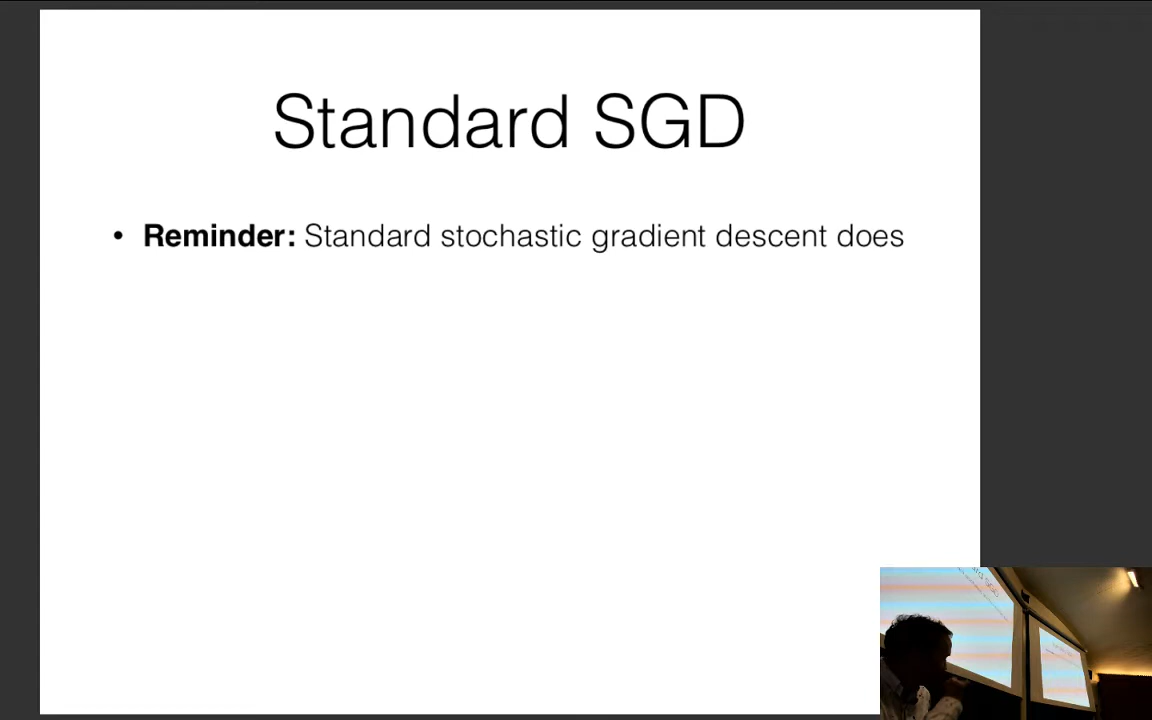 Standard SGD
• Reminder: Standard stochastic gradient descent does